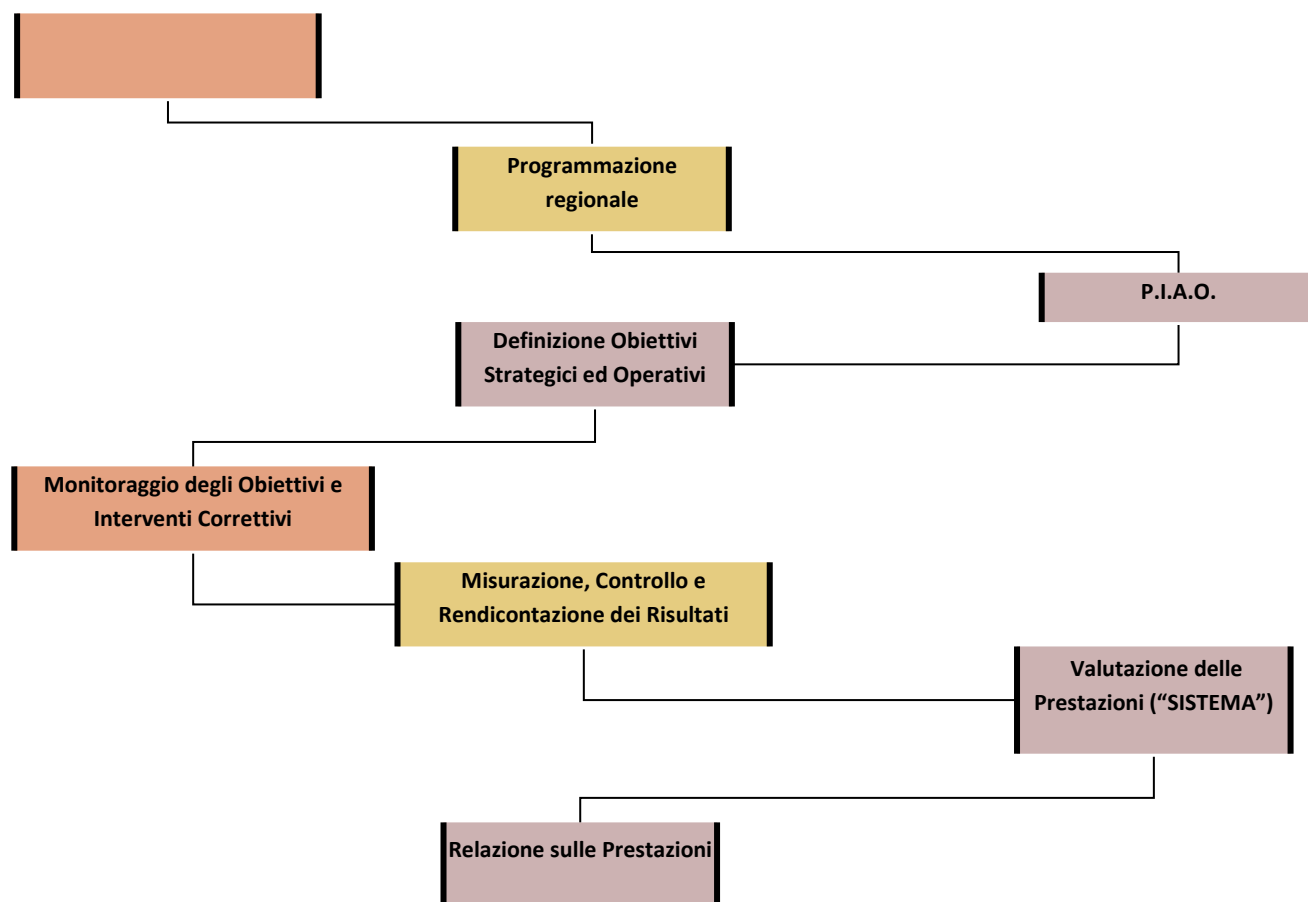 Programmazione
regionale
P.I.A.O.
Definizione Obiettivi
Strategici ed Operativi
Monitoraggio degli Obiettivi e
Interventi Correttivi
Misurazione, Controllo e
Rendicontazione dei Risultati
Valutazione delle
Prestazioni (“SISTEMA”)
Relazione sulle Prestazioni